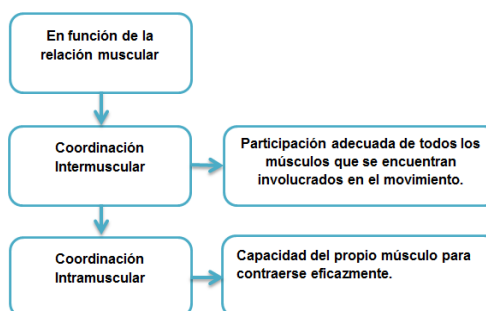 En función de la
relación muscular
Coordinación
Intermuscular
Participación adecuada de todos los
músculos que se encuentran
involucrados en el movimiento.
Coordinación
Intramuscular
Capacidad del propio músculo para
contraerse eficazmente.